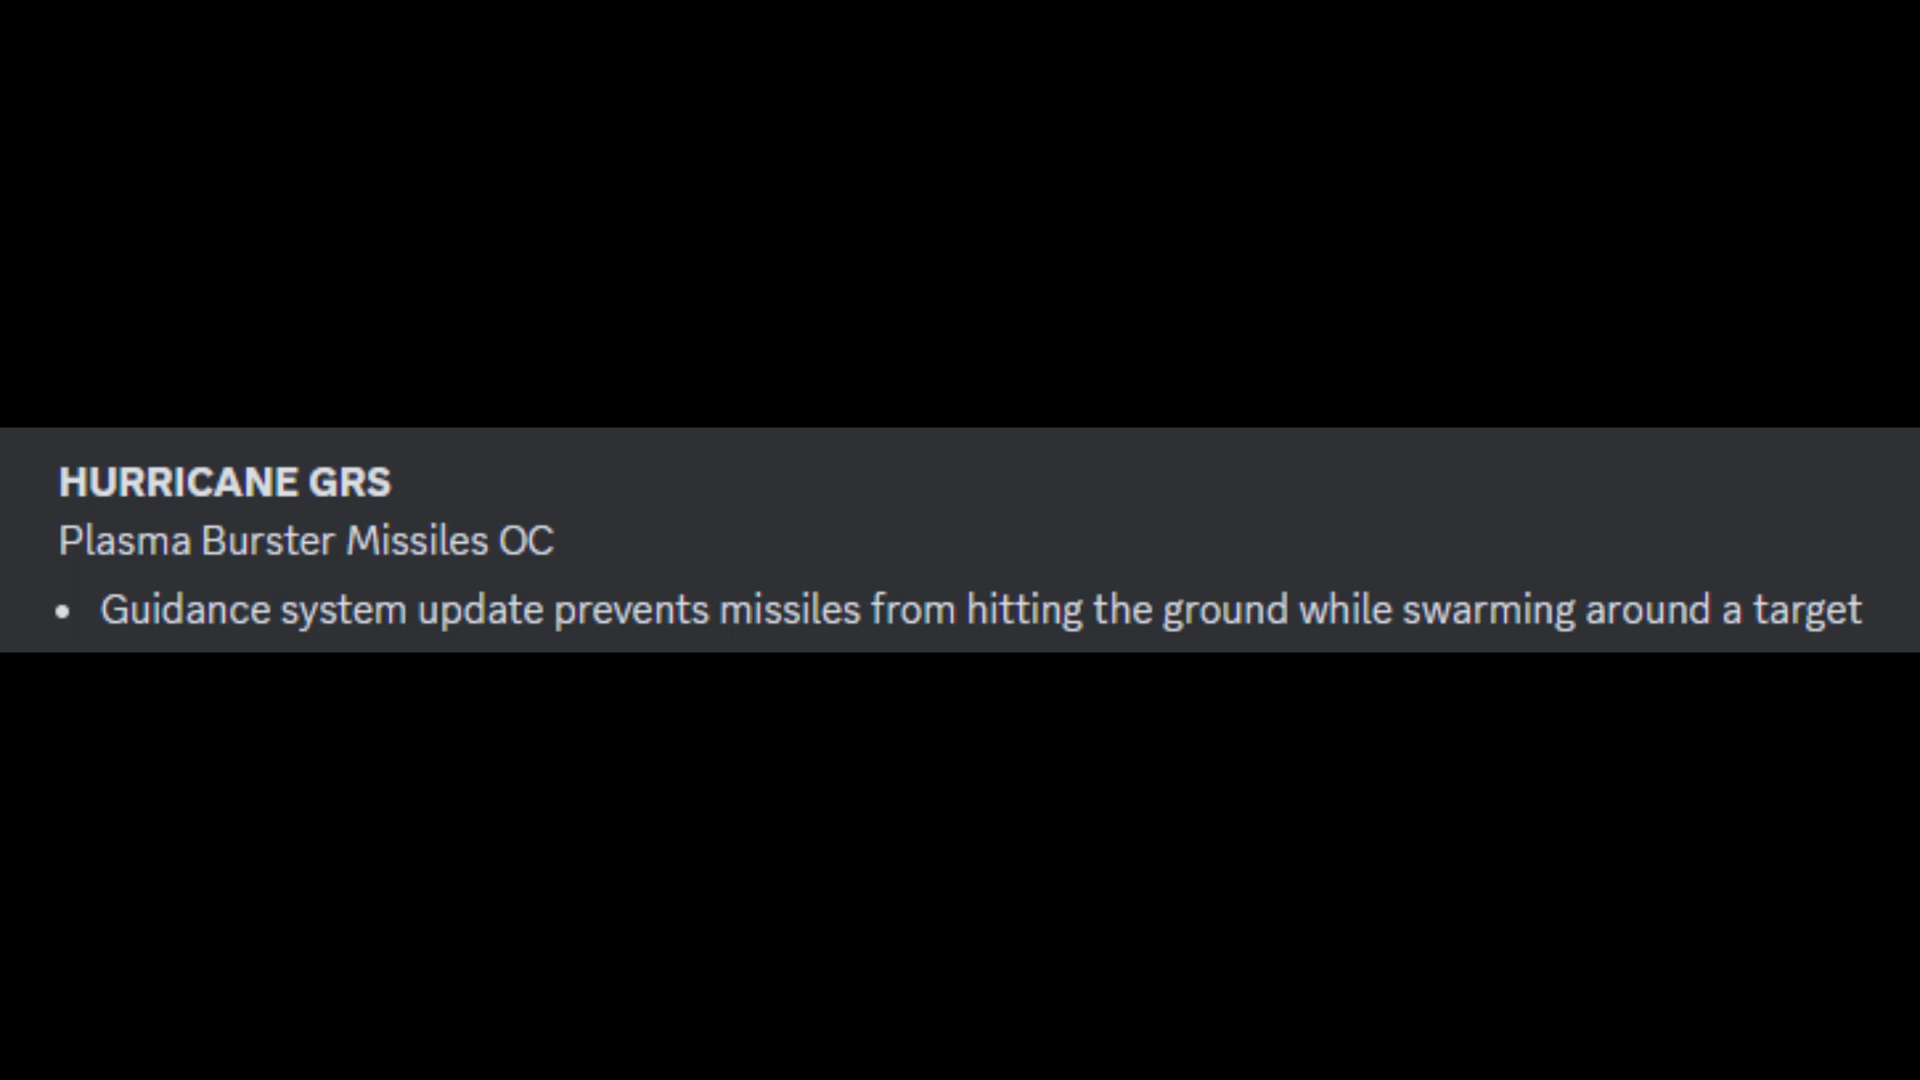 HURRICANE GRS
Plasma Burster Missiles OC
• Guidance system update prevents missiles from hitting the ground while swarming around a target